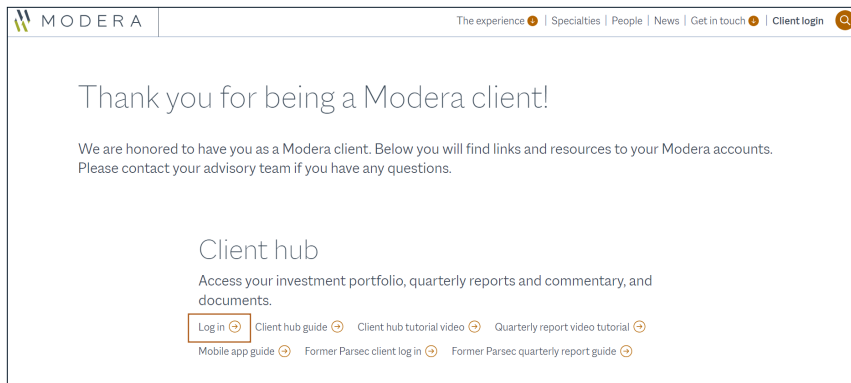 MODERA
The experience | Specialties | People | News | Get in touch | Client login
Thank you for being a Modera client!
We are honored to have you as a Modera client. Below you will find links and resources to your Modera accounts.
Please contact your advisory team if you have any questions.
Client hub
Access your investment portfolio, quarterly reports and commentary, and
documents.
Log in Client hub guide Client hub tutorial video Quarterly report video tutorial
Mobile app guide Former Parsec client log in Former Parsec quarterly report guide